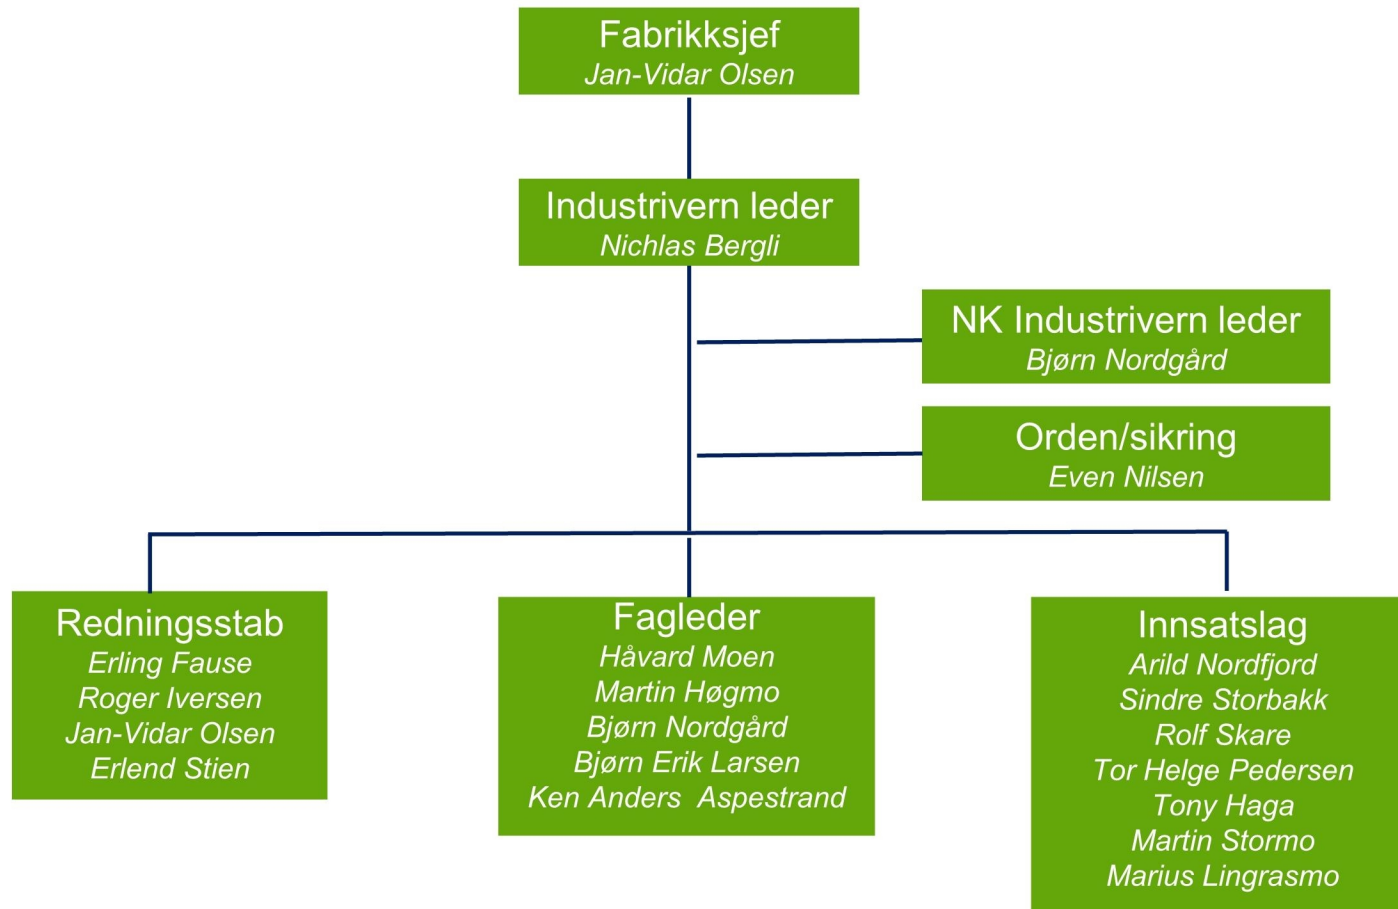 Fabrikksjef
Jan-Vidar Olsen
Industrivern leder
Nichlas Bergli
NK Industrivern leder
Bjørn Nordgård
Orden/sikring
Even Nilsen
Redningsstab
Erling Fause
Roger Iversen
Jan-Vidar Olsen
Erlend Stien
Fagleder
Håvard Moen
Martin Høgmo
Bjørn Nordgård
Bjørn Erik Larsen
Ken Anders  Aspestrand
Innsatslag
Arild Nordfjord
Sindre Storbakk
Rolf Skare
Tor Helge Pedersen
Tony Haga
Martin Stormo
Marius Lingrasmo